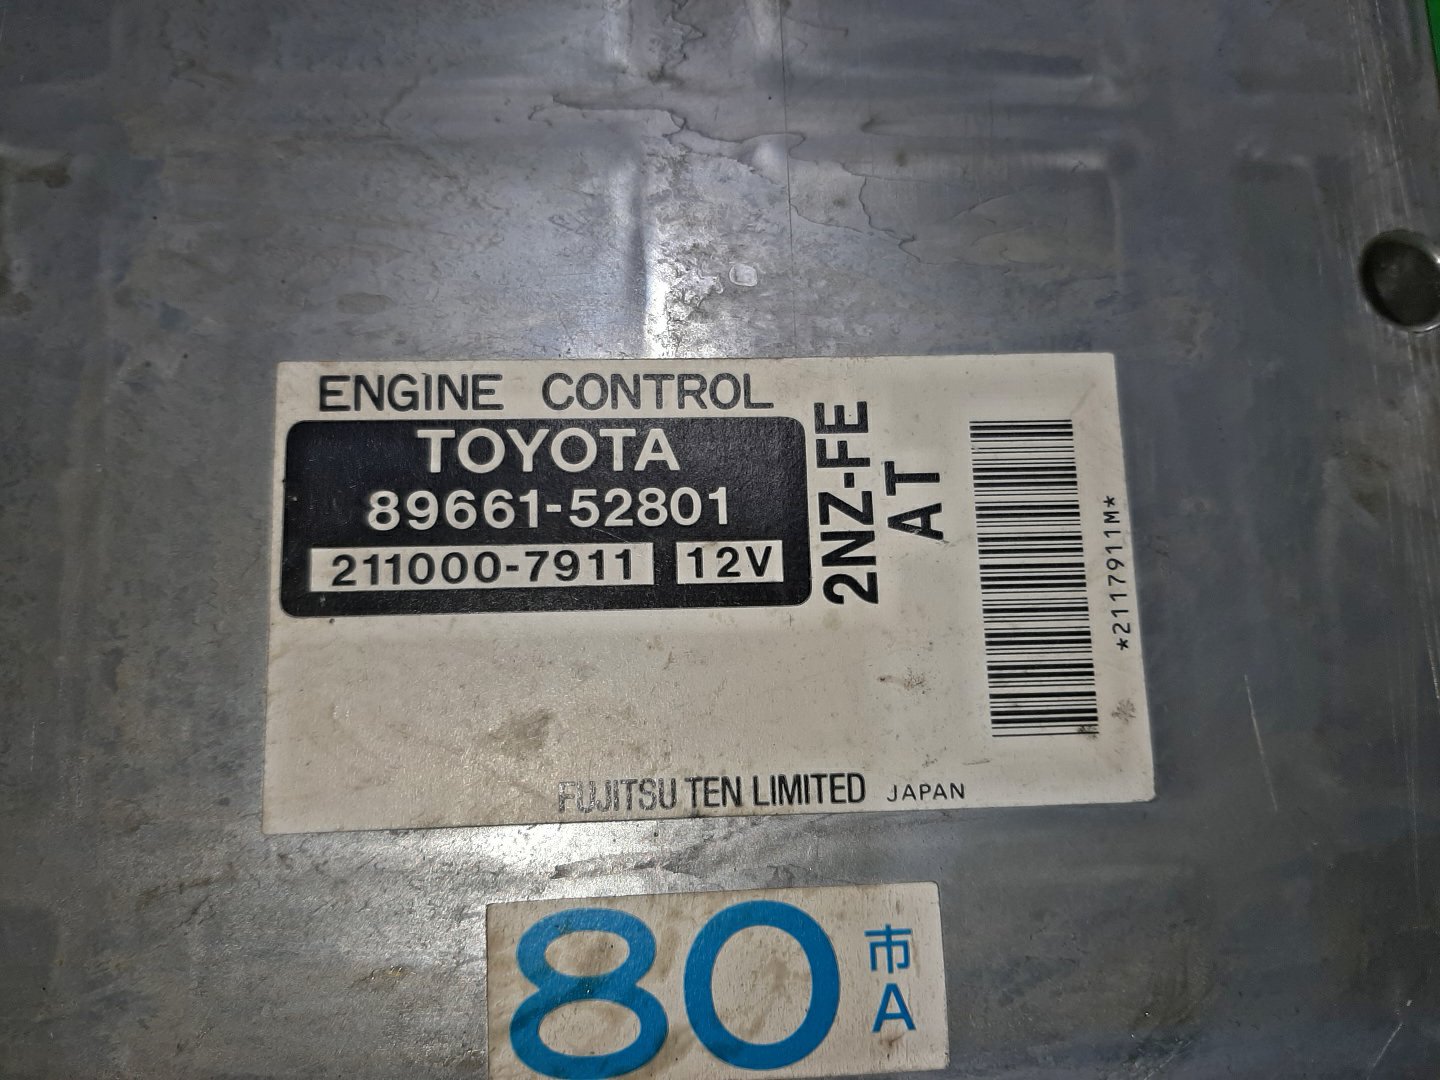 ENGINE CONTROL
TOYOTA
89661-52801
211000-7911 12V
2NZ-FE
AT
*2117911M*
FUJITSU TEN LIMITED JAPAN
80 市
A